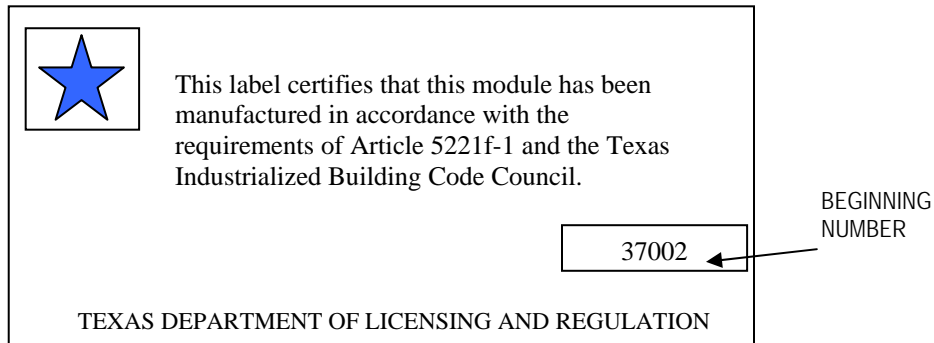 This label certifies that this module has been
manufactured in accordance with the
requirements of Article 5221f-1 and the Texas
Industrialized Building Code Council.
BEGINNING
NUMBER
37002
TEXAS DEPARTMENT OF LICENSING AND REGULATION